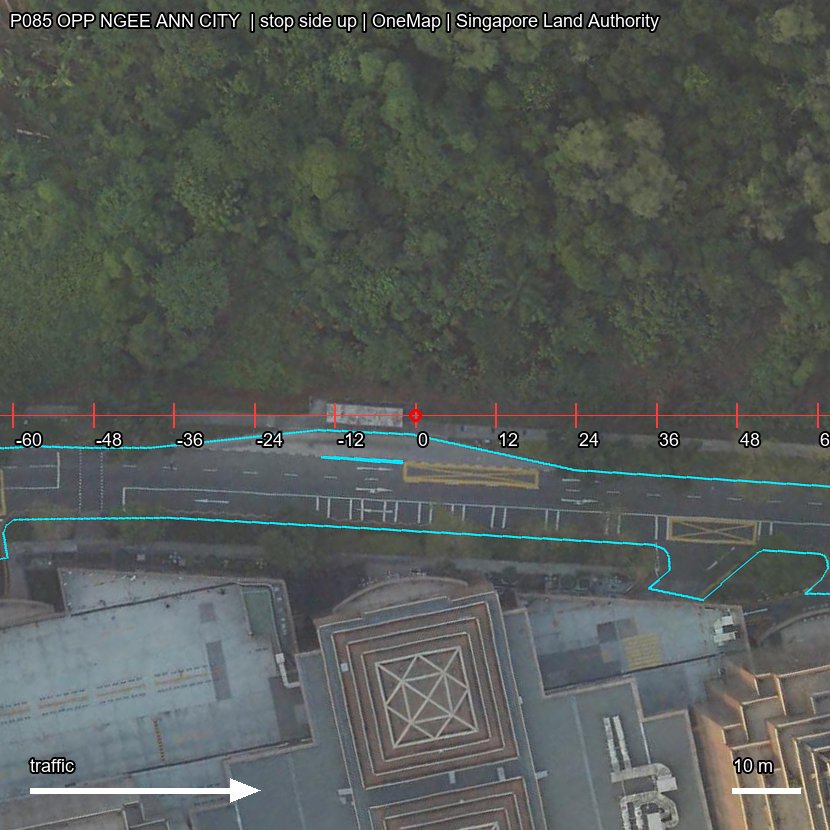 P085 OPP NGEE ANN CITY | stop side up | OneMap | Singapore Land Authority
-60 -48 -36 -24 -12 0 12 24 36 48 6
traffic
10 m